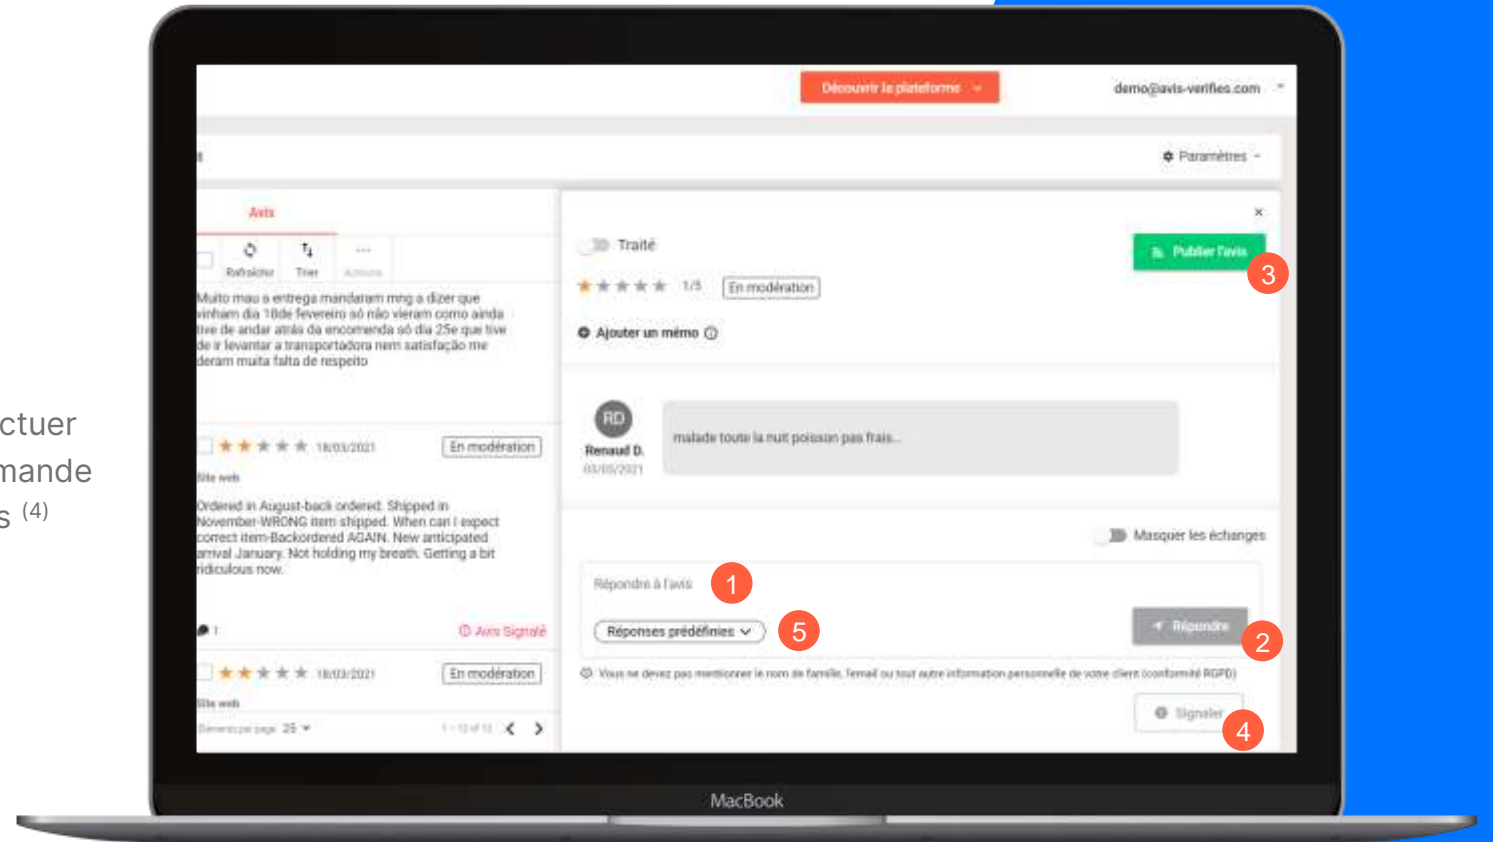 Découvrir la plateforme
demo@avis-verifies.com
Paramètres
Avis
Rafraîchir
Trier
Actions
Muito mau a entrega mandaram mng a dizer que
vinham dia 18de fevereiro só não vieram como ainda
tive de andar atrás da encomenda só dia 25e que tive
de ir levantar a transportadora nem satisfação me
deram muita falta de respeito
18/03/2021
En modération
Site web
Ordered in August-back ordered. Shipped in
November-WRONG item shipped. When can I expect
correct item-Backordered AGAIN. New anticipated
arrival January. Not holding my breath. Getting a bit
ridiculous now.
1
Avis Signalé
18/03/2021
En modération
Site web
Elements par page 25
Traité
Publier l'avis
3
1/5
En modération
Ajouter un mémo
RD
Renaud D.
03/03/2021
malade toute la nuit poisson pas frais...
Masquer les échanges
Répondre à l'avis
1
Réponses prédéfinies
5
Répondre
2
Vous ne devez pas mentionner le nom de famille, l'email ou tout autre information personnelle de votre client (conformité RGPD)
Signaler
4
ctuer
mande
s (4)
MacBook